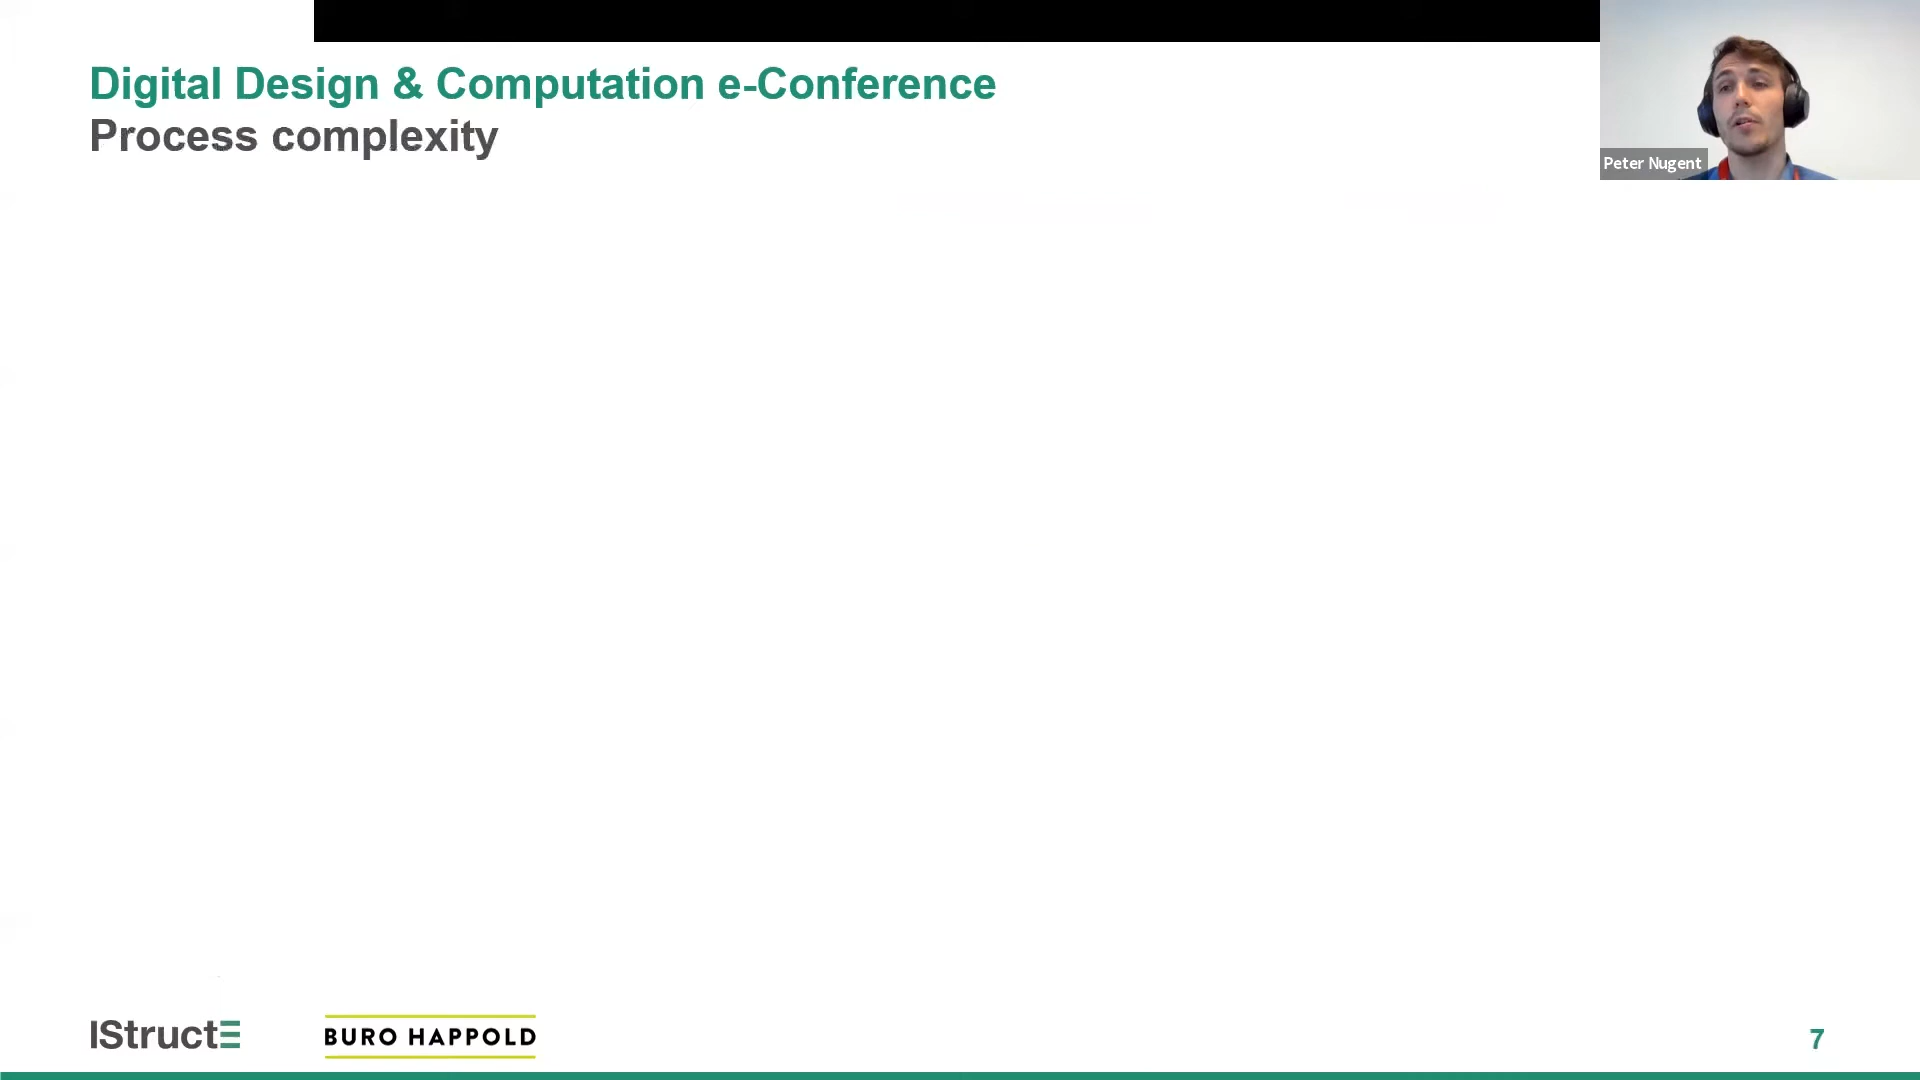 Digital Design & Computation e-Conference
Process complexity
Peter Nugent
IStructE
BURO HAPPOLD
7